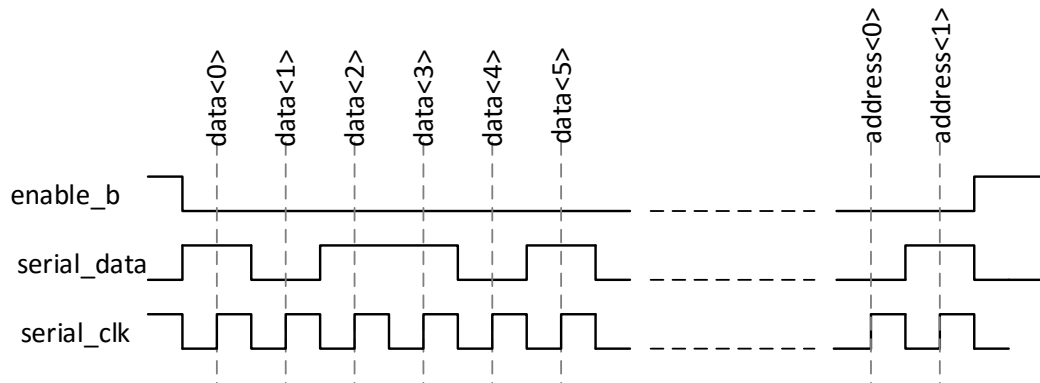 data<0>
data<1>
data<2>
data<3>
data<4>
data<5>
address<0>
address<1>
enable_b
serial_data
serial_clk